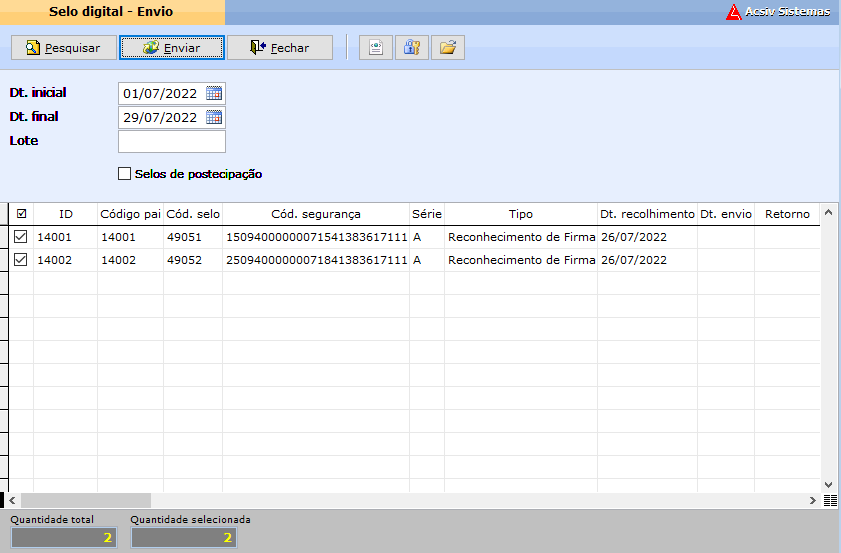 Selo digital - Envio
Acsiv Sistemas
Pesquisar Enviar Fechar
Dt. inicial 01/07/2022
Dt. final 29/07/2022
Lote
Selos de postecipação
ID Código pai Cód. selo Cód. segurança Série Tipo Dt. recolhimento Dt. envio Retorno
14001 14001 49051 15094000000071541383617111 A Reconhecimento de Firma 26/07/2022
14002 14002 49052 25094000000071841383617111 A Reconhecimento de Firma 26/07/2022
Quantidade total Quantidade selecionada
2 2